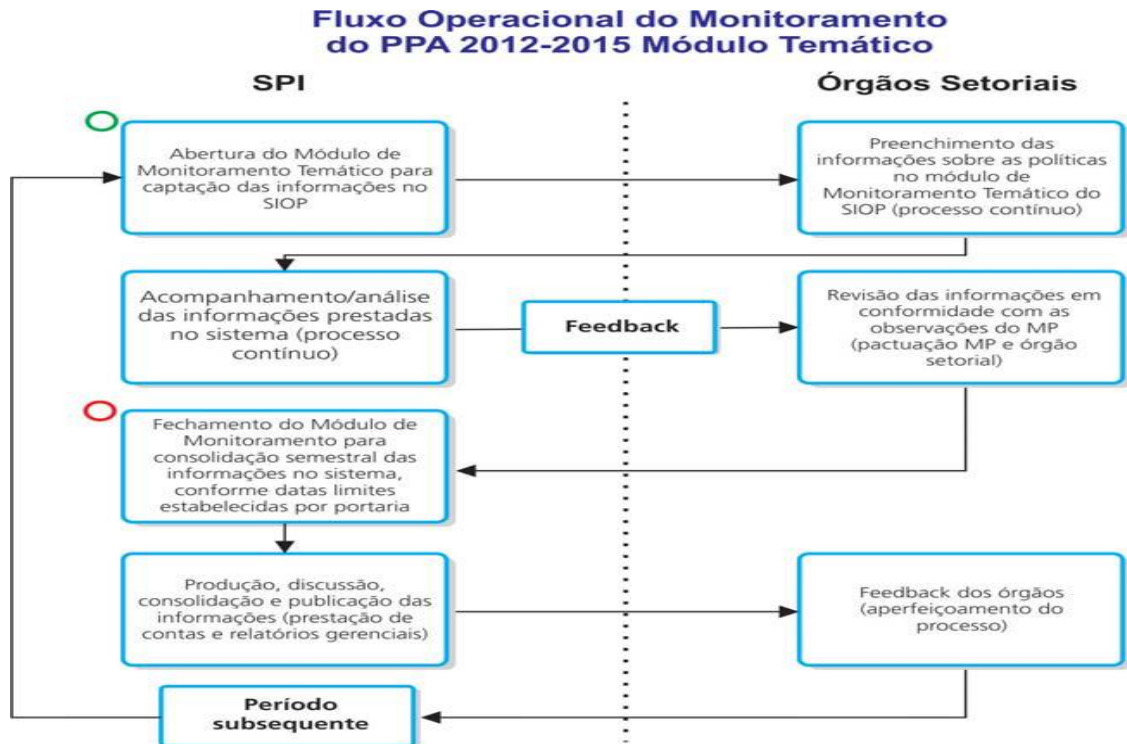 Fluxo Operacional do Monitoramento
do PPA 2012-2015 Módulo Temático
SPI
Órgãos Setoriais
Abertura do Módulo de
Monitoramento Temático para
captação das informações no
SIOP
Preenchimento das
informações sobre as políticas
no módulo de
Monitoramento Temático do
SIOP (processo contínuo)
Acompanhamento/análise
das informações prestadas
no sistema (processo
contínuo)
Feedback
Revisão das informações em
conformidade com as
observações do MP
(pactuação MP e órgão
setorial)
Fechamento do Módulo de
Monitoramento para
consolidação semestral das
informações no sistema,
conforme datas limites
estabelecidas por portaria
Produção, discussão,
consolidação e publicação das
informações (prestação de
contas e relatórios gerenciais)
Feedback dos órgãos
(aperfeiçoamento do
processo)
Período
subsequente